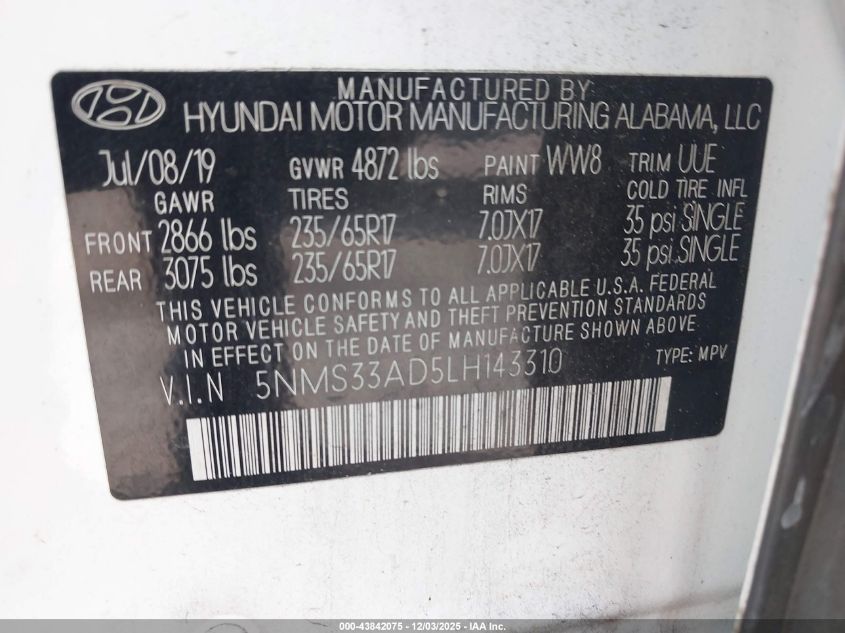 MANUFACTURED BY
HYUNDAI MOTOR MANUFACTURING ALABAMA, LLC
Jul/08/19 GVWR 4872 lbs PAINT WW8 TRIM UUE
GAWR TIRES RIMS COLD TIRE INFL
FRONT 2866 lbs 235/65R17 7.0JX17 35 psi SINGLE
REAR 3075 lbs 235/65R17 7.0JX17 35 psi SINGLE
THIS VEHICLE CONFORMS TO ALL APPLICABLE U.S.A. FEDERAL
MOTOR VEHICLE SAFETY AND THEFT PREVENTION STANDARDS
IN EFFECT ON THE DATE OF MANUFACTURE SHOWN ABOVE.
V.I.N 5NMS33AD5LH143310 TYPE: MPV
000-43842075 - 12/03/2025 - IAA Inc.